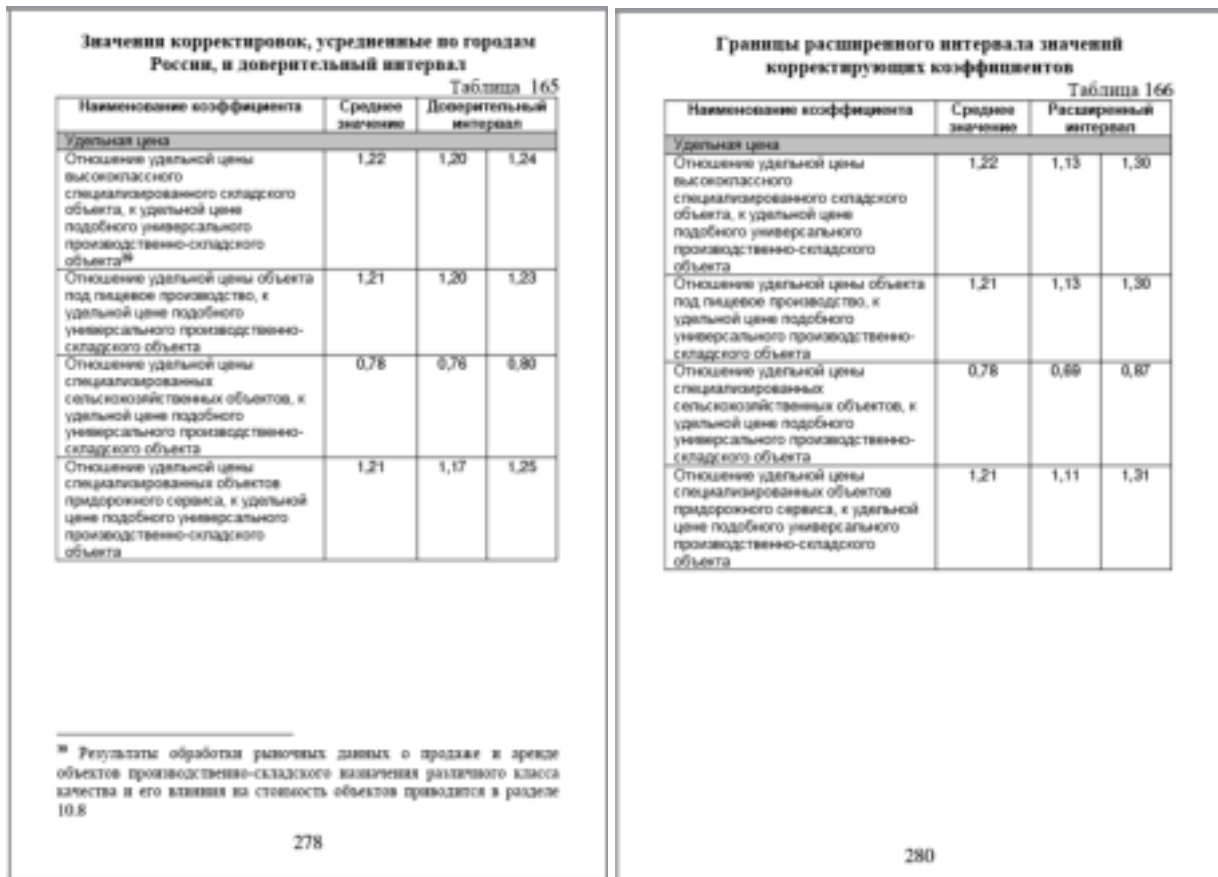 Значения корректировок, усредненные по городам
России, и доверительный интервал
Таблица 165
Наименование коэффициента Среднее значение Доверительный интервал
Удельная цена
Отношение удельной цены 1,22 1,20 1,24
высококлассного
специализированного складского
объекта, к удельной цене
подобного универсального
производственно-складского
объекта³⁹
Отношение удельной цены объекта 1,21 1,20 1,23
под пищевое производство, к
удельной цене подобного
универсального производственно-
складского объекта
Отношение удельной цены 0,78 0,76 0,80
специализированных
сельскохозяйственных объектов, к
удельной цене подобного
универсального производственно-
складского объекта
Отношение удельной цены 1,21 1,17 1,25
специализированных объектов
придорожного сервиса, к удельной
цене подобного универсального
производственно-складского
объекта
Результаты обработки рыночных данных о продаже и аренде
объектов производственно-складского назначения различного класса
качества и его влияния на стоимость объектов приводится в разделе
10.8
278
Границы расширенного интервала значений
корректирующих коэффициентов
Таблица 166
Наименование коэффициента Среднее значение Расширенный интервал
Удельная цена
Отношение удельной цены 1,22 1,13 1,30
высококлассного
специализированного складского
объекта, к удельной цене
подобного универсального
производственно-складского
объекта
Отношение удельной цены объекта 1,21 1,13 1,30
под пищевое производство, к
удельной цене подобного
универсального производственно-
складского объекта
Отношение удельной цены 0,78 0,69 0,87
специализированных
сельскохозяйственных объектов, к
удельной цене подобного
универсального производственно-
складского объекта
Отношение удельной цены 1,21 1,11 1,31
специализированных объектов
придорожного сервиса, к удельной
цене подобного универсального
производственно-складского
объекта
280